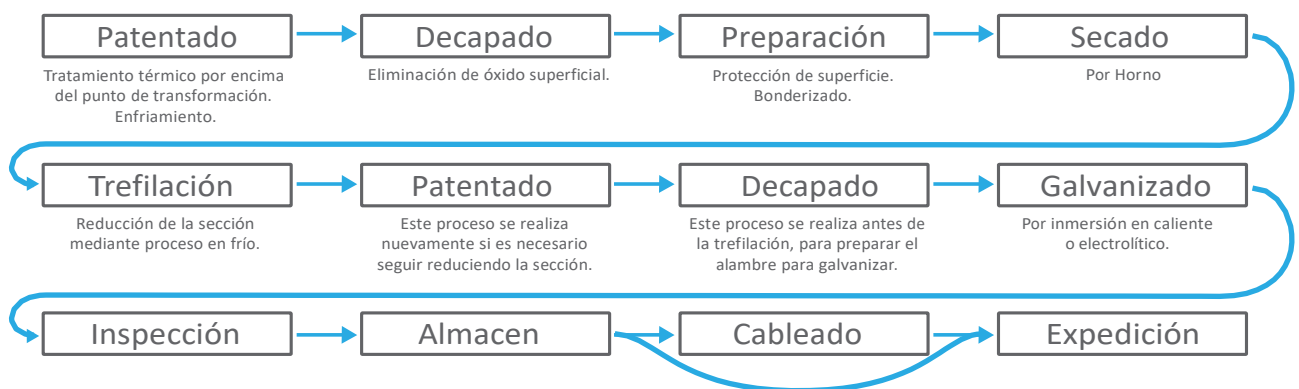 Patentado
Decapado
Preparación
Secado
Tratamiento térmico por encima
del punto de transformación.
Enfriamiento.
Eliminación de óxido superficial.
Protección de superficie.
Bonderizado.
Por Horno
Trefilación
Patentado
Decapado
Galvanizado
Reducción de la sección
mediante proceso en frío.
Este proceso se realiza
nuevamente si es necesario
seguir reduciendo la sección.
Este proceso se realiza antes de
la trefilación, para preparar el
alambre para galvanizar.
Por inmersión en caliente
o electrolítico.
Inspección
Almacen
Cableado
Expedición